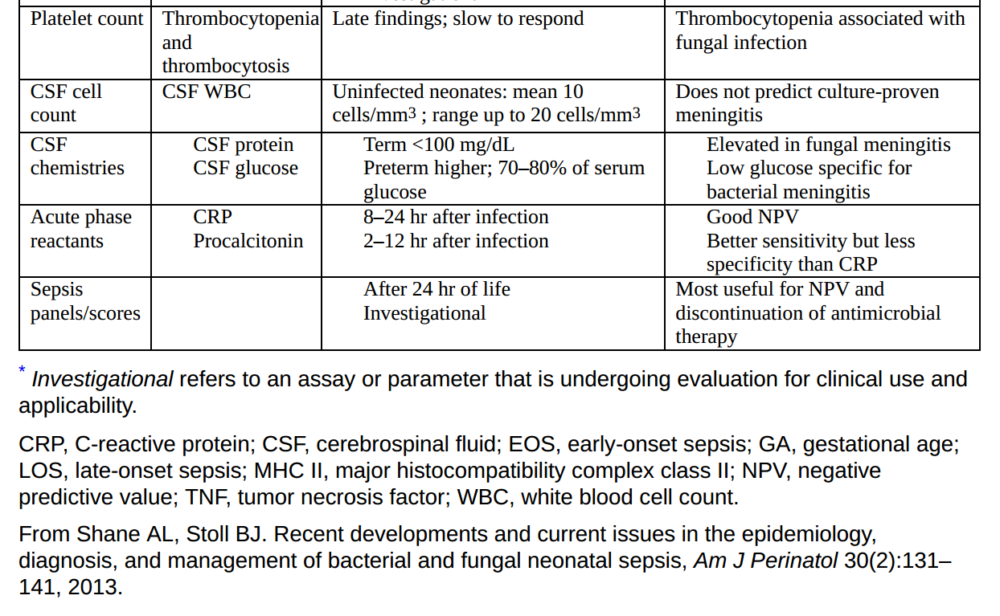 Platelet count Thrombocytopenia and thrombocytosis Late findings; slow to respond Thrombocytopenia associated with fungal infection
CSF cell count CSF WBC Uninfected neonates: mean 10 cells/mm3 ; range up to 20 cells/mm3 Does not predict culture-proven meningitis
CSF chemistries CSF protein CSF glucose Term <100 mg/dL Preterm higher; 70–80% of serum glucose Elevated in fungal meningitis Low glucose specific for bacterial meningitis
Acute phase reactants CRP Procalcitonin 8–24 hr after infection 2–12 hr after infection Good NPV Better sensitivity but less specificity than CRP
Sepsis panels/scores After 24 hr of life Investigational Most useful for NPV and discontinuation of antimicrobial therapy
* Investigational refers to an assay or parameter that is undergoing evaluation for clinical use and
applicability.
CRP, C-reactive protein; CSF, cerebrospinal fluid; EOS, early-onset sepsis; GA, gestational age;
LOS, late-onset sepsis; MHC II, major histocompatibility complex class II; NPV, negative
predictive value; TNF, tumor necrosis factor; WBC, white blood cell count.
From Shane AL, Stoll BJ. Recent developments and current issues in the epidemiology,
diagnosis, and management of bacterial and fungal neonatal sepsis, Am J Perinatol 30(2):131–
141, 2013.